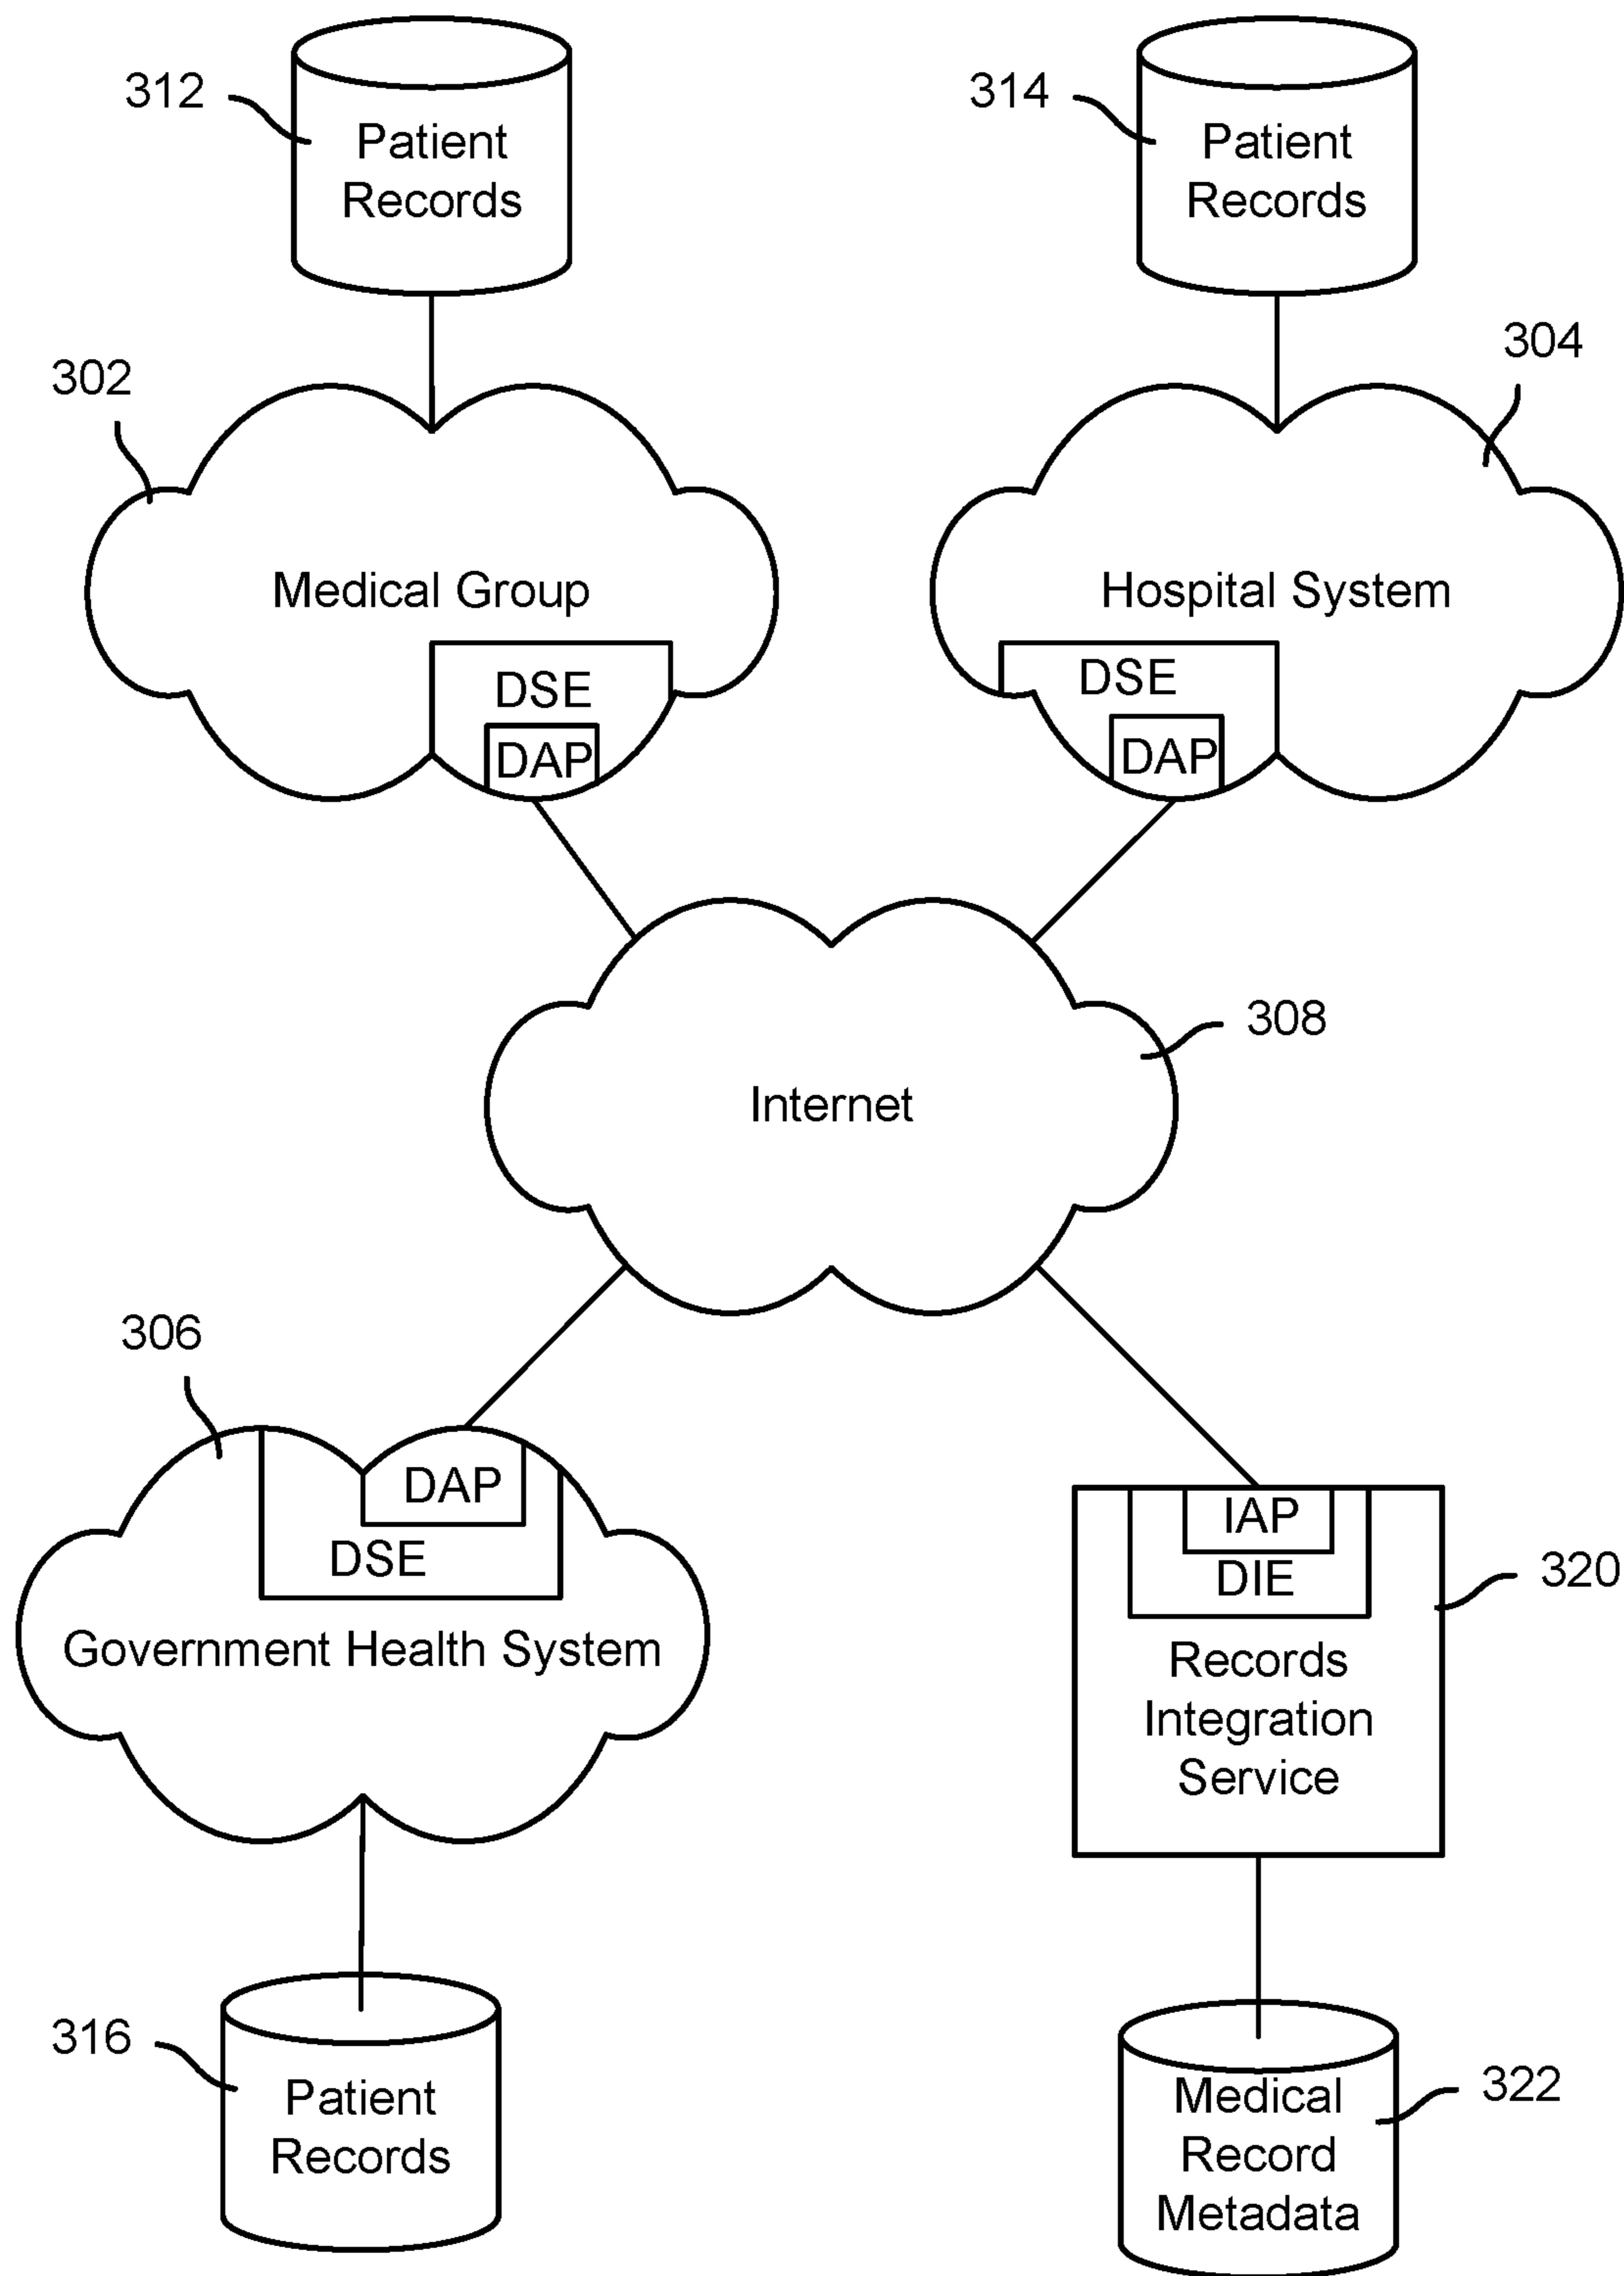 312
Patient
Records
314
Patient
Records
302
304
Medical Group
Hospital System
DSE
DAP
DSE
DAP
308
Internet
306
DAP
DSE
Government Health System
IAP
DIE
320
Records
Integration
Service
316
Patient
Records
322
Medical
Record
Metadata